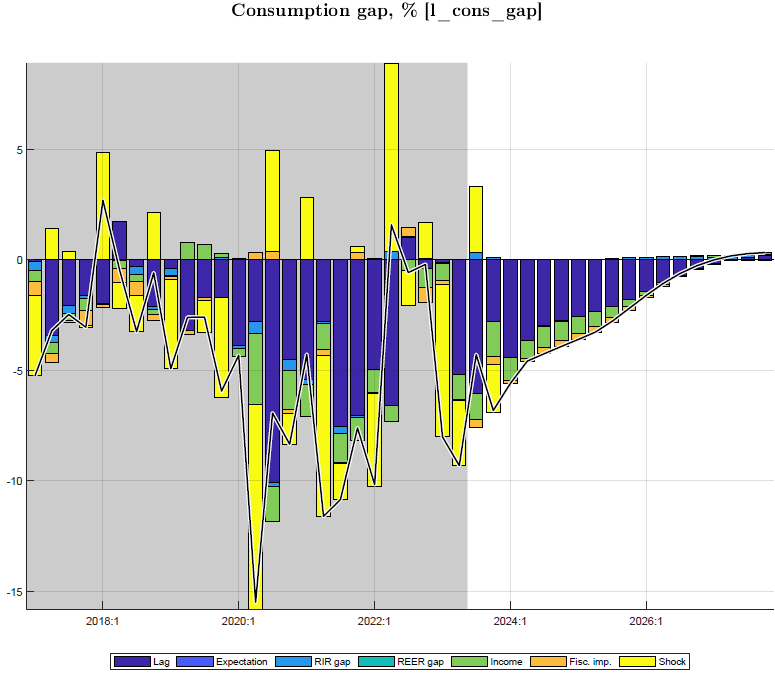 Consumption gap, % [l_cons_gap]
5
0
-5
-10
-15
2018:1 2020:1 2022:1 2024:1 2026:1
Lag Expectation RIR gap REER gap Income Fisc. imp. Shock